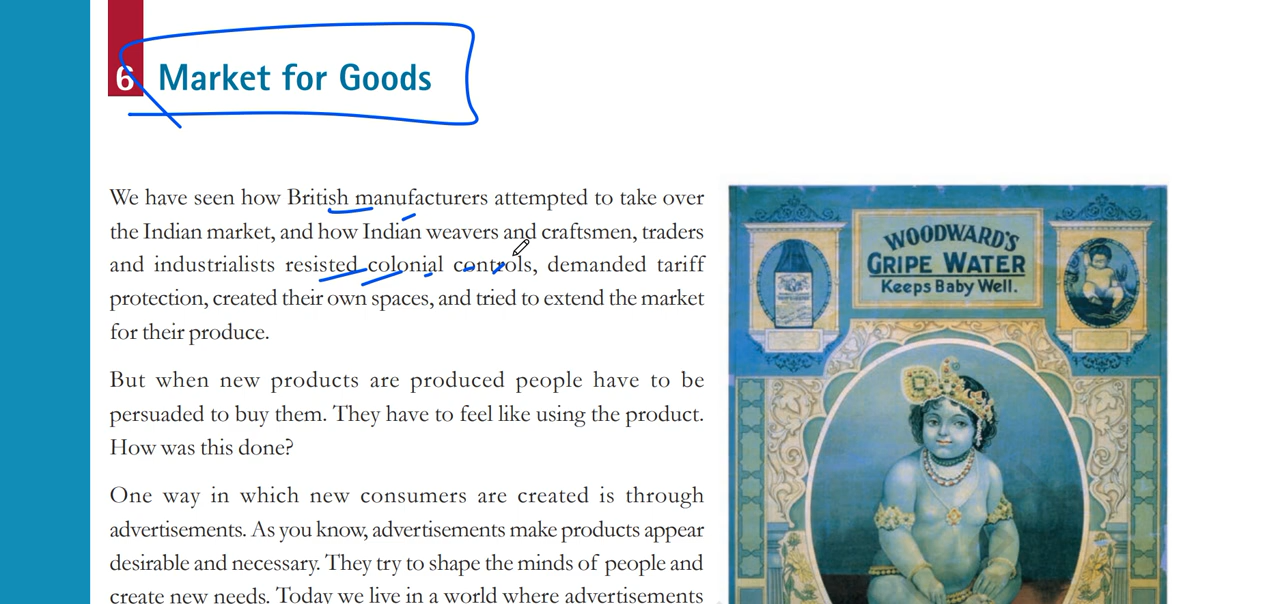 6 Market for Goods
We have seen how British manufacturers attempted to take over
the Indian market, and how Indian weavers and craftsmen, traders
and industrialists resisted colonial controls, demanded tariff
protection, created their own spaces, and tried to extend the market
for their produce.
But when new products are produced people have to be
persuaded to buy them. They have to feel like using the product.
How was this done?
One way in which new consumers are created is through
advertisements. As you know, advertisements make products appear
desirable and necessary. They try to shape the minds of people and
create new needs. Today we live in a world where advertisements
WOODWARD'S
GRIPE WATER
Keeps Baby Well.